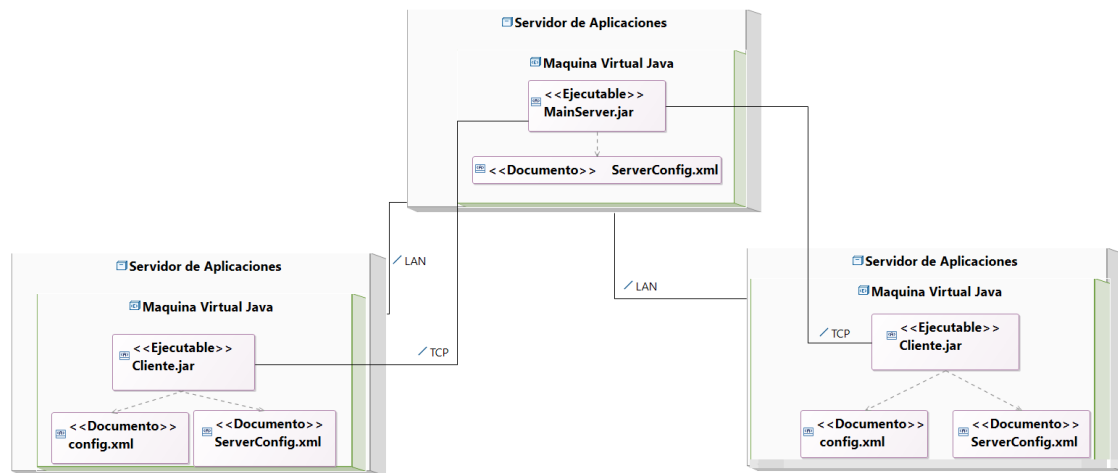 Servidor de Aplicaciones
Maquina Virtual Java
<<Ejecutable>>
MainServer.jar
<<Documento>> ServerConfig.xml
LAN
LAN
TCP
TCP
Servidor de Aplicaciones
Maquina Virtual Java
<<Ejecutable>>
Cliente.jar
<<Documento>>
config.xml
<<Documento>>
ServerConfig.xml
Servidor de Aplicaciones
Maquina Virtual Java
<<Ejecutable>>
Cliente.jar
<<Documento>>
config.xml
<<Documento>>
ServerConfig.xml